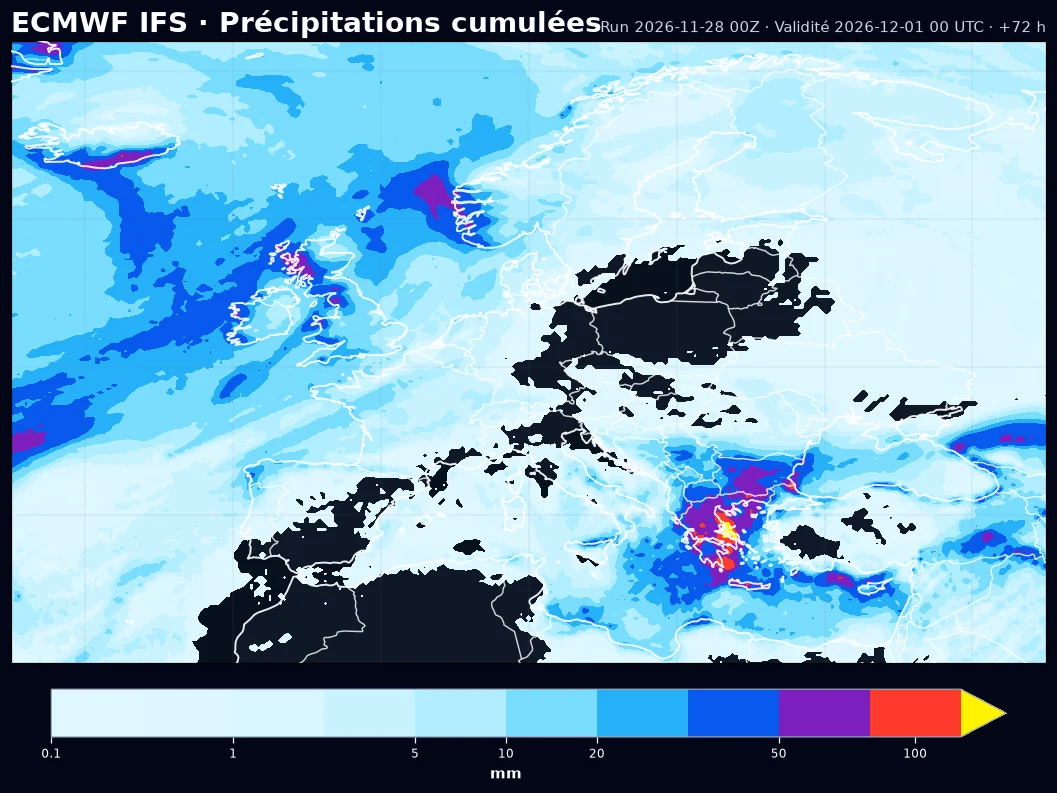 ECMWF IFS · Précipitations cumulées
Run 2026-11-28 00Z · Validité 2026-12-01 00 UTC · +72 h
0.1 1 5 10 20 50 100
mm